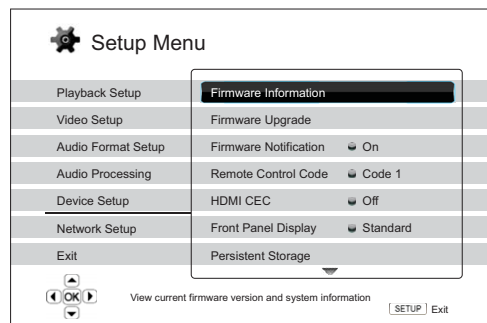 Setup Menu
Playback Setup
Video Setup
Audio Format Setup
Audio Processing
Device Setup
Network Setup
Exit
Firmware Information
Firmware Upgrade
Firmware Notification On
Remote Control Code Code 1
HDMI CEC Off
Front Panel Display Standard
Persistent Storage
OK
View current firmware version and system information
SETUP Exit